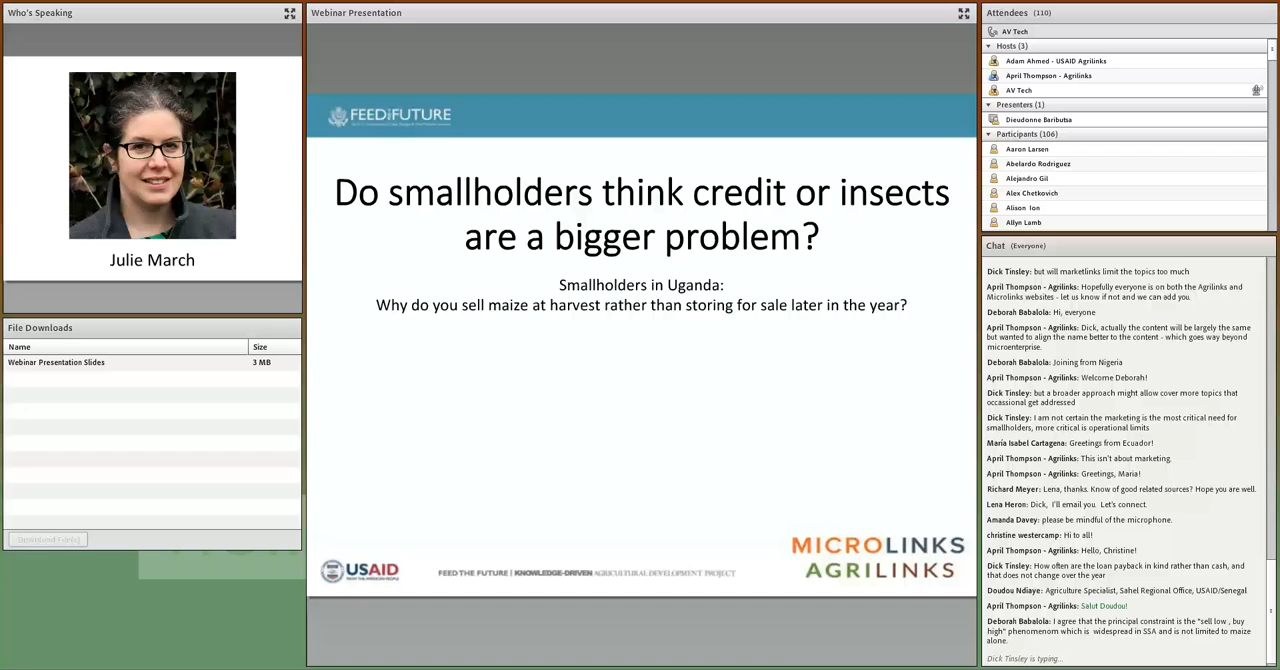 Who's Speaking
Julie March
File Downloads
Name
Size
Webinar Presentation Slides
3 MB
Download File(s)
Webinar Presentation
FEED THE FUTURE
Do smallholders think credit or insects
are a bigger problem?
Smallholders in Uganda:
Why do you sell maize at harvest rather than storing for sale later in the year?
USAID
FROM THE AMERICAN PEOPLE
FEED THE FUTURE | KNOWLEDGE-DRIVEN AGRICULTURAL DEVELOPMENT PROJECT
MICROLINKS
AGRILINKS
Attendees (110)
AV Tech
Hosts (3)
Adam Ahmed - USAID Agrilinks
April Thompson - Agrilinks
AV Tech
Presenters (1)
Dieudonne Baributsa
Participants (106)
Aaron Larsen
Abelardo Rodriguez
Alejandro Gil
Alex Chetkovich
Alison Ion
Allyn Lamb
Chat (Everyone)
Dick Tinsley: but will marketlinks limit the topics too much
April Thompson - Agrilinks: Hopefully everyone is on both the Agrilinks and
Microlinks websites - let us know if not and we can add you.
Deborah Babalola: Hi, everyone
April Thompson - Agrilinks: Dick, actually the content will be largely the same
but wanted to align the name better to the content - which goes way beyond
microenterprise.
Deborah Babalola: Joining from Nigeria
April Thompson - Agrilinks: Welcome Deborah!
Dick Tinsley: but a broader approach might allow cover more topics that
occassional get addressed
Dick Tinsley: I am not certain the marketing is the most critical need for
smallholders, more critical is operational limits
María Isabel Cartagena: Greetings from Ecuador!
April Thompson - Agrilinks: This isn't about marketing.
April Thompson - Agrilinks: Greetings, Maria!
Richard Meyer: Lena, thanks. Know of good related sources? Hope you are well.
Lena Heron: Dick, I'll email you. Let's connect.
Amanda Davey: please be mindful of the microphone.
christine westercamp: Hi to all!
April Thompson - Agrilinks: Hello, Christine!
Dick Tinsley: How often are the loan payback in kind rather than cash, and
that does not change over the year
Doudou Ndiaye: Agriculture Specialist, Sahel Regional Office, USAID/Senegal
April Thompson - Agrilinks: Salut Doudou!
Deborah Babalola: I agree that the principal constraint is the "sell low , buy
high" phenomenom which is widespread in SSA and is not limited to maize
alone.
Dick Tinsley is typing...